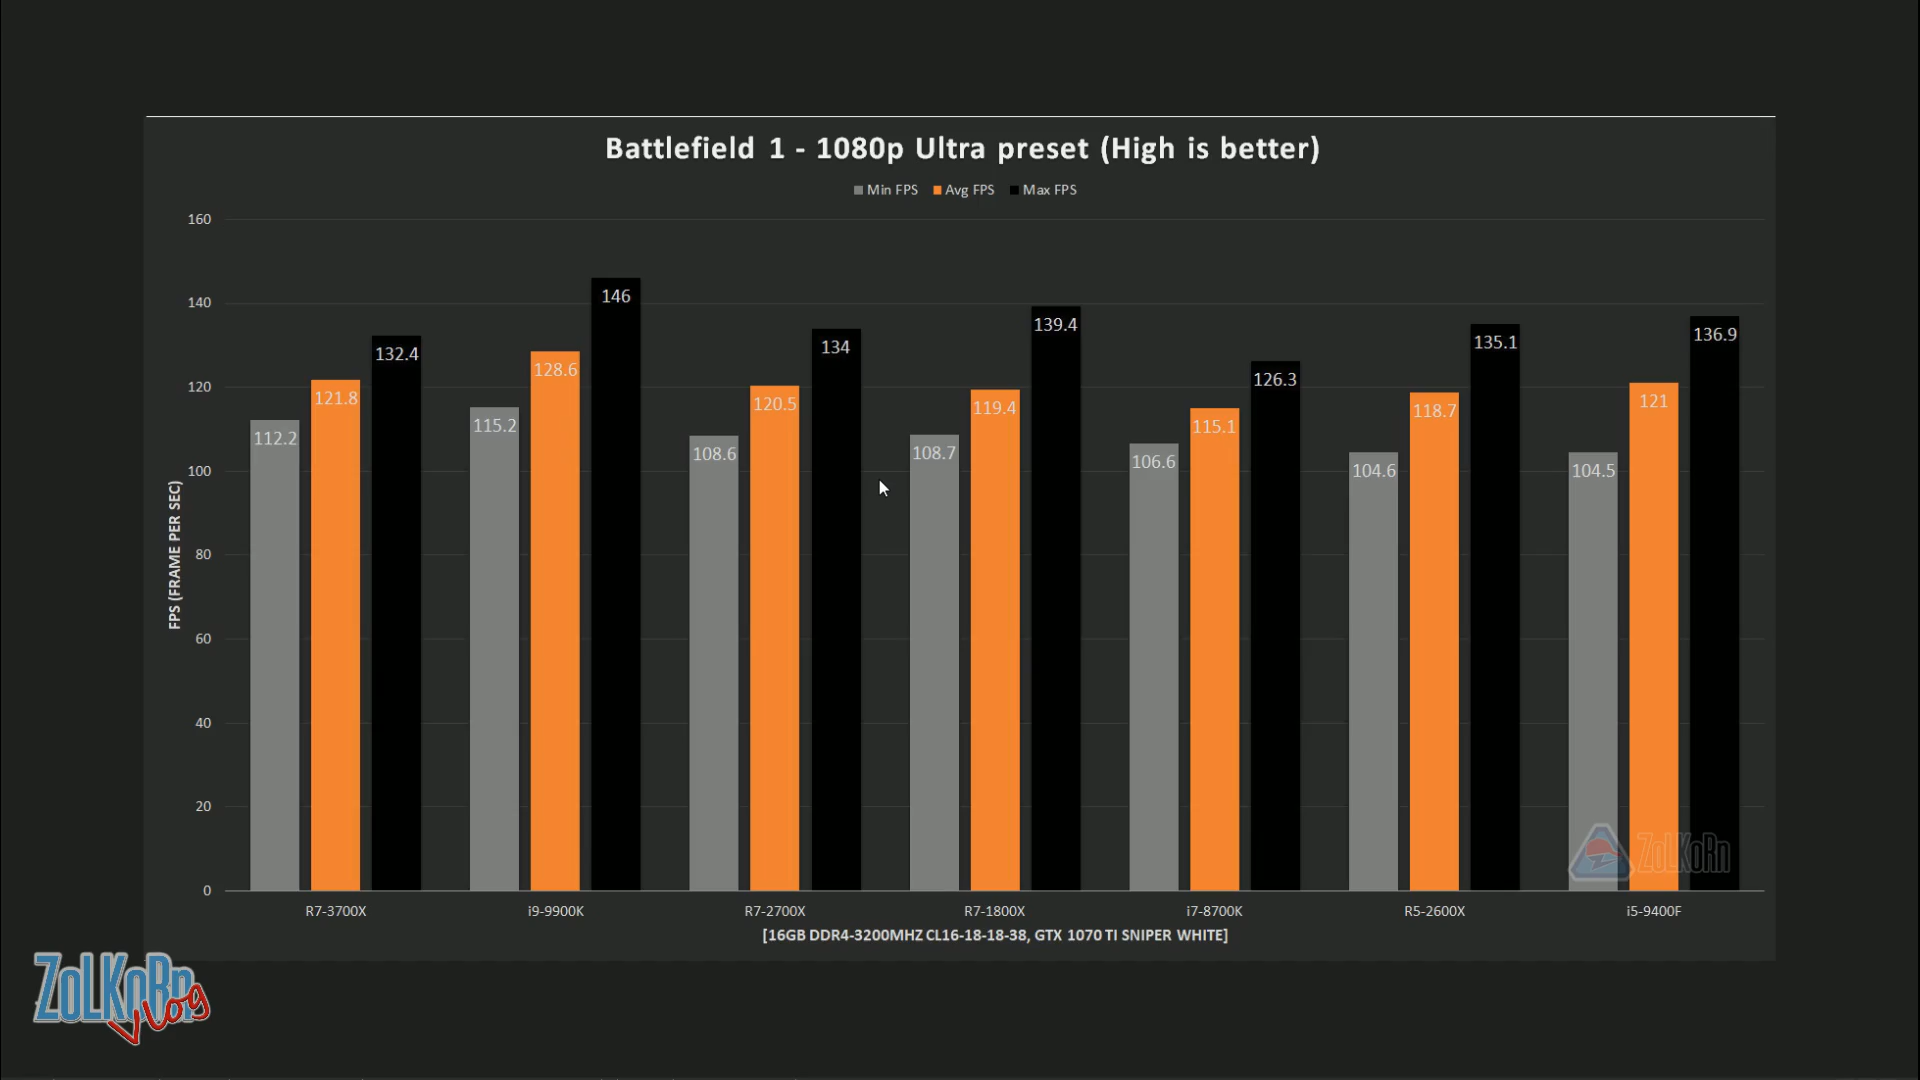 Battlefield 1 - 1080p Ultra preset (High is better)
Min FPS Avg FPS Max FPS
FPS (FRAME PER SEC)
160
140
120
100
80
60
40
20
0
112.2 121.8 132.4
115.2 128.6 146
108.6 120.5 134
108.7 119.4 139.4
106.6 115.1 126.3
104.6 118.7 135.1
104.5 121 136.9
R7-3700X i9-9900K R7-2700X R7-1800X i7-8700K R5-2600X i5-9400F
[16GB DDR4-3200MHZ CL16-18-18-38, GTX 1070 TI SNIPER WHITE]
ZoLKoRn
ZoLKoRn
Vlog